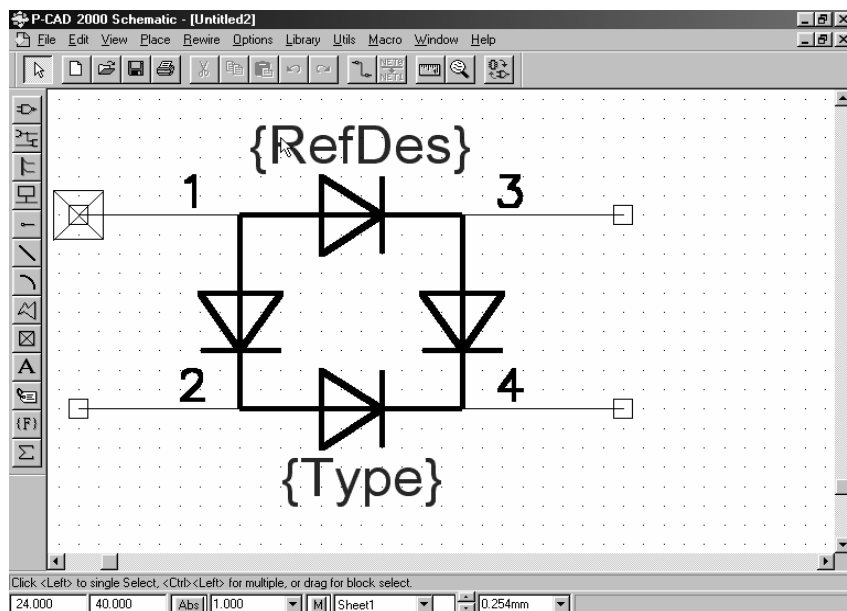 P-CAD 2000 Schematic - [Untitled2]
File Edit View Place Rewire Options Library Utils Macro Window Help
NET0
NET1
{RefDes}
1
3
2
4
{Type}
A
{F}
Σ
Click <Left> to single Select, <Ctrl><Left> for multiple, or drag for block select.
24.000 40.000 Abs 1.000 M Sheet1 0.254mm